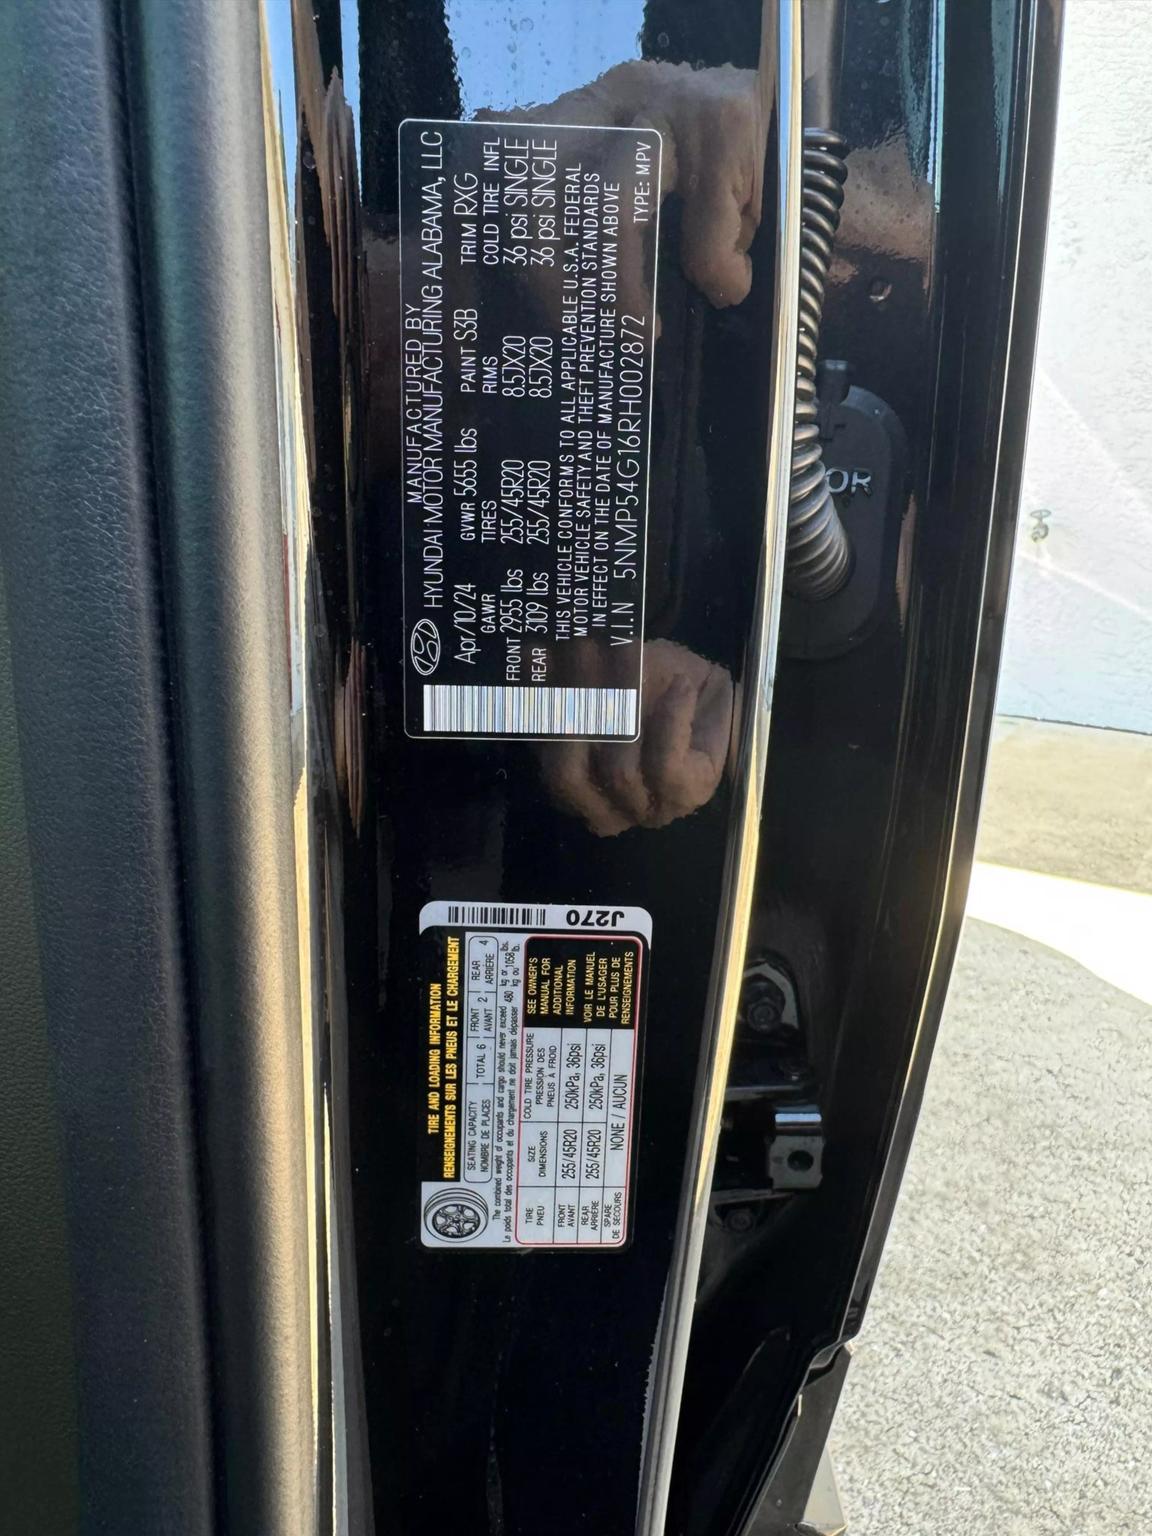 MANUFACTURED BY
HYUNDAI MOTOR MANUFACTURING ALABAMA, LLC
Apr/10/24 GVWR 5655 lbs PAINT S3B TRIM RXG
GAWR TIRES RIMS COLD TIRE INFL
FRONT 2955 lbs 255/45R20 8.5JX20 36 psi SINGLE
REAR 3109 lbs 255/45R20 8.5JX20 36 psi SINGLE
THIS VEHICLE CONFORMS TO ALL APPLICABLE U.S.A. FEDERAL
MOTOR VEHICLE SAFETY AND THEFT PREVENTION STANDARDS
IN EFFECT ON THE DATE OF MANUFACTURE SHOWN ABOVE
V.I.N 5NMP54G16RH002872 TYPE: MPV
TIRE AND LOADING INFORMATION
RENSEIGNEMENTS SUR LES PNEUS ET LE CHARGEMENT
SEATING CAPACITY
NOMBRE DE PLACES
TOTAL 6
FRONT
AVANT
2
REAR
ARRIÈRE
4
The combined weight of occupants and cargo should never exceed 480 kg or 1058 lbs.
Le poids total des occupants et du chargement ne doit jamais dépasser 480 kg ou 1058 lb.
TIRE
PNEU
SIZE
DIMENSIONS
COLD TIRE PRESSURE
PRESSION DES
PNEUS À FROID
FRONT
AVANT
255/45R20
250kPa, 36psi
REAR
ARRIÈRE
255/45R20
250kPa, 36psi
SPARE
DE SECOURS
NONE / AUCUN
SEE OWNER'S
MANUAL FOR
ADDITIONAL
INFORMATION
VOIR LE MANUEL
DE L'USAGER
POUR PLUS DE
RENSEIGNEMENTS
J270
OR